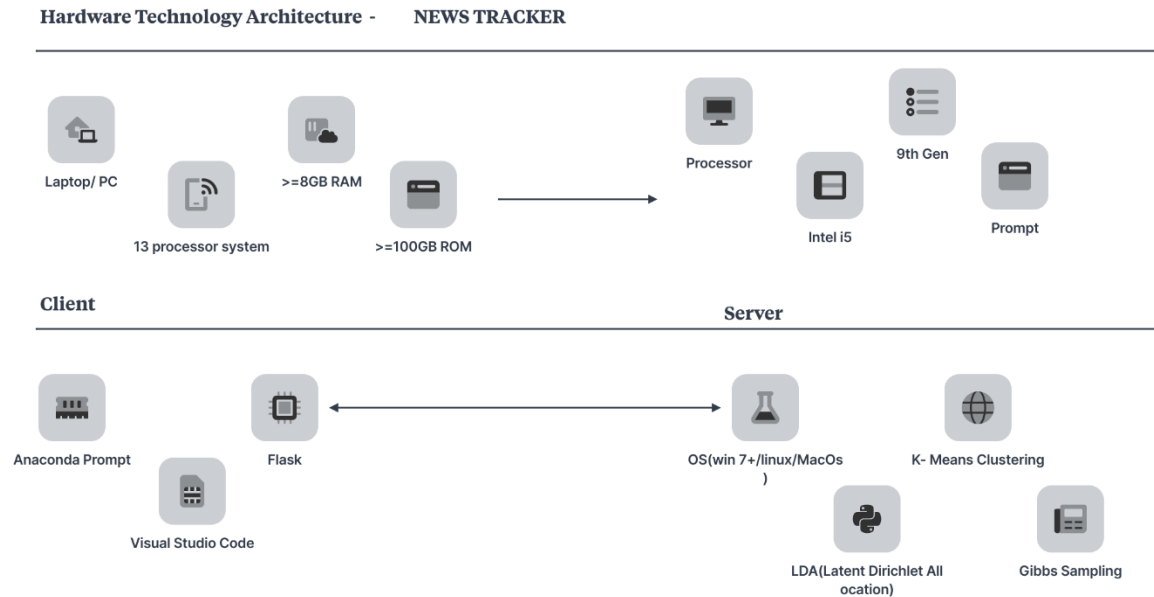 Hardware Technology Architecture - NEWS TRACKER
Laptop/ PC
13 processor system
>=8GB RAM
>=100GB ROM
Processor
Intel i5
9th Gen
Prompt
Client
Server
Anaconda Prompt
Visual Studio Code
Flask
OS(win 7+/linux/MacOs
)
LDA(Latent Dirichlet All
ocation)
K- Means Clustering
Gibbs Sampling